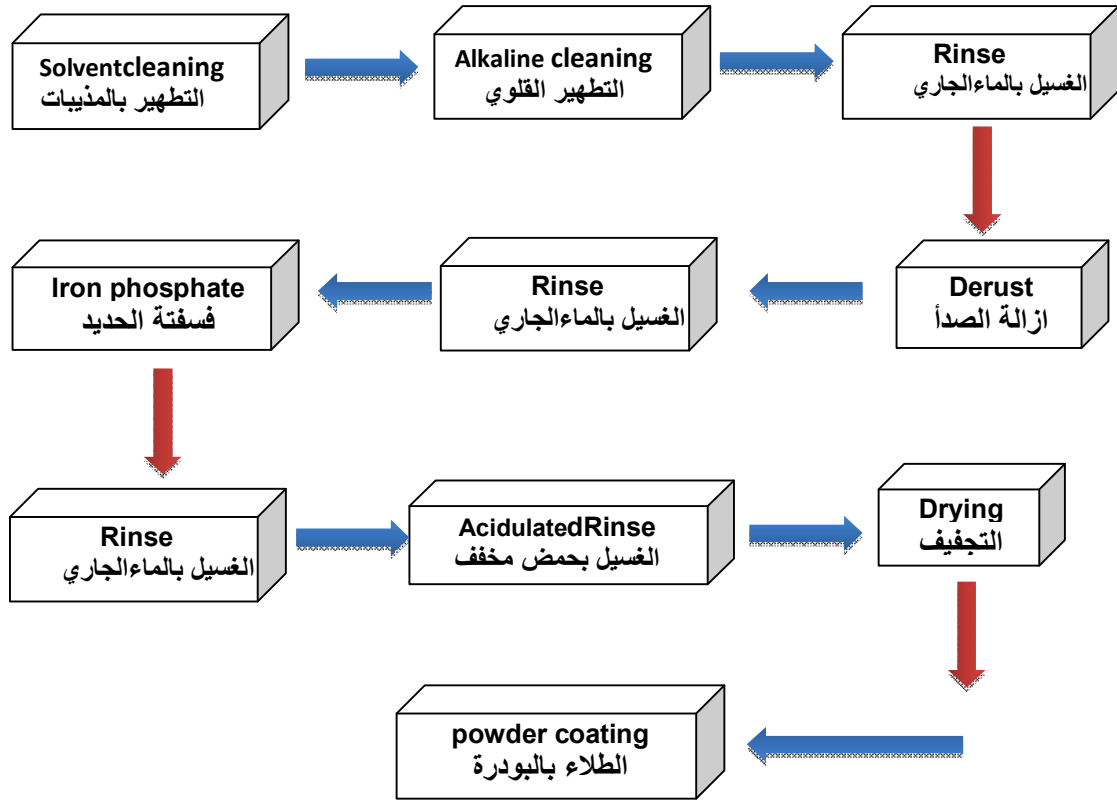 Solventcleaning
التطهير بالمذيبات
Alkaline cleaning
التطهير القلوي
Rinse
الغسيل بالماءالجاري
Derust
ازالة الصدأ
Rinse
الغسيل بالماءالجاري
Iron phosphate
فسفتة الحديد
Rinse
الغسيل بالماءالجاري
AcidulatedRinse
الغسيل بحمض مخفف
Drying
التجفيف
powder coating
الطلاء بالبودرة